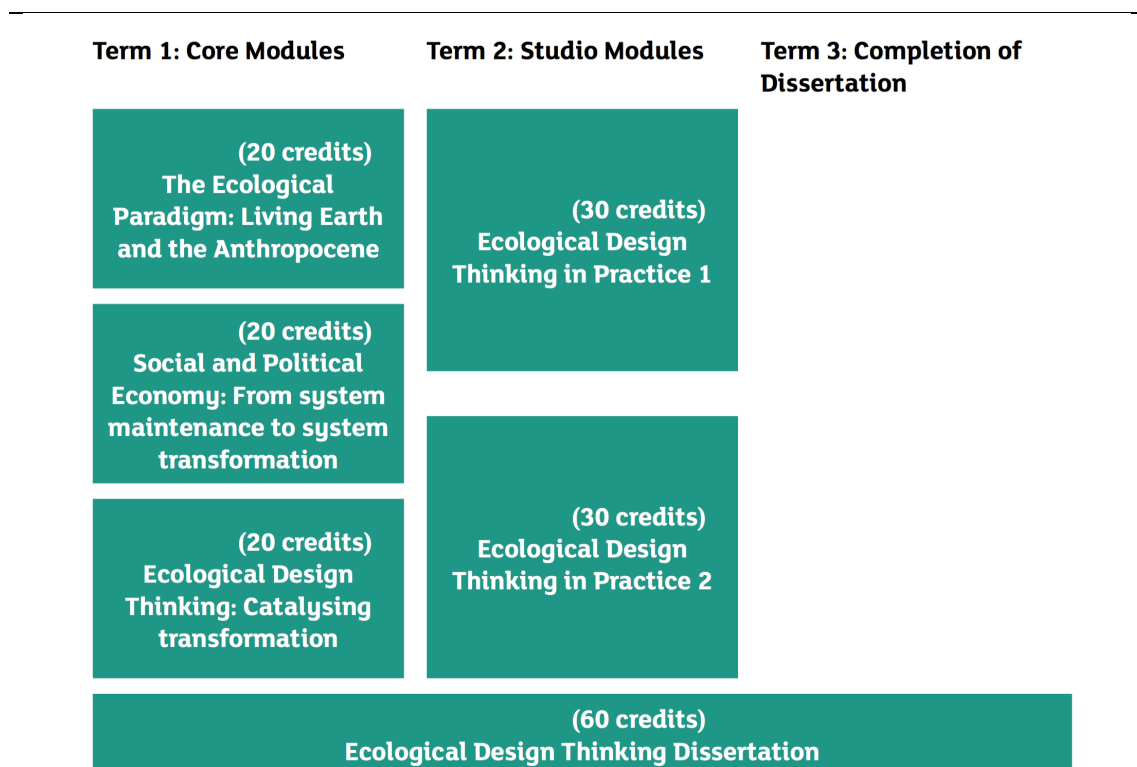 Term 1: Core Modules
Term 2: Studio Modules
Term 3: Completion of
Dissertation
(20 credits)
The Ecological
Paradigm: Living Earth
and the Anthropocene
(20 credits)
Social and Political
Economy: From system
maintenance to system
transformation
(20 credits)
Ecological Design
Thinking: Catalysing
transformation
(30 credits)
Ecological Design
Thinking in Practice 1
(30 credits)
Ecological Design
Thinking in Practice 2
(60 credits)
Ecological Design Thinking Dissertation